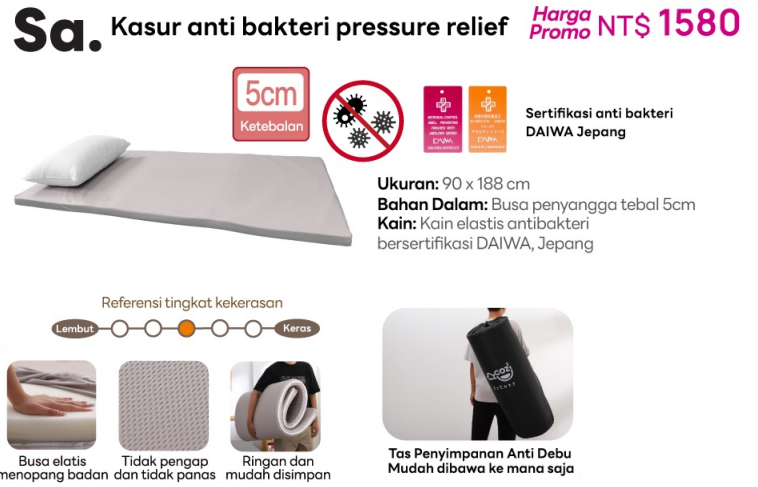 Sa.
Kasur anti bakteri pressure relief
Harga
Promo
NT$ 1580
5cm
Ketebalan
DAIWA
DAIWA
Sertifikasi anti bakteri
DAIWA Jepang
Ukuran: 90 x 188 cm
Bahan Dalam: Busa penyangga tebal 5cm
Kain: Kain elastis antibakteri
bersertifikasi DAIWA, Jepang
Referensi tingkat kekerasan
Lembut
Keras
Busa elatis
menopang badan
Tidak pengap
dan tidak panas
Ringan dan
mudah disimpan
Tas Penyimpanan Anti Debu
Mudah dibawa ke mana saja